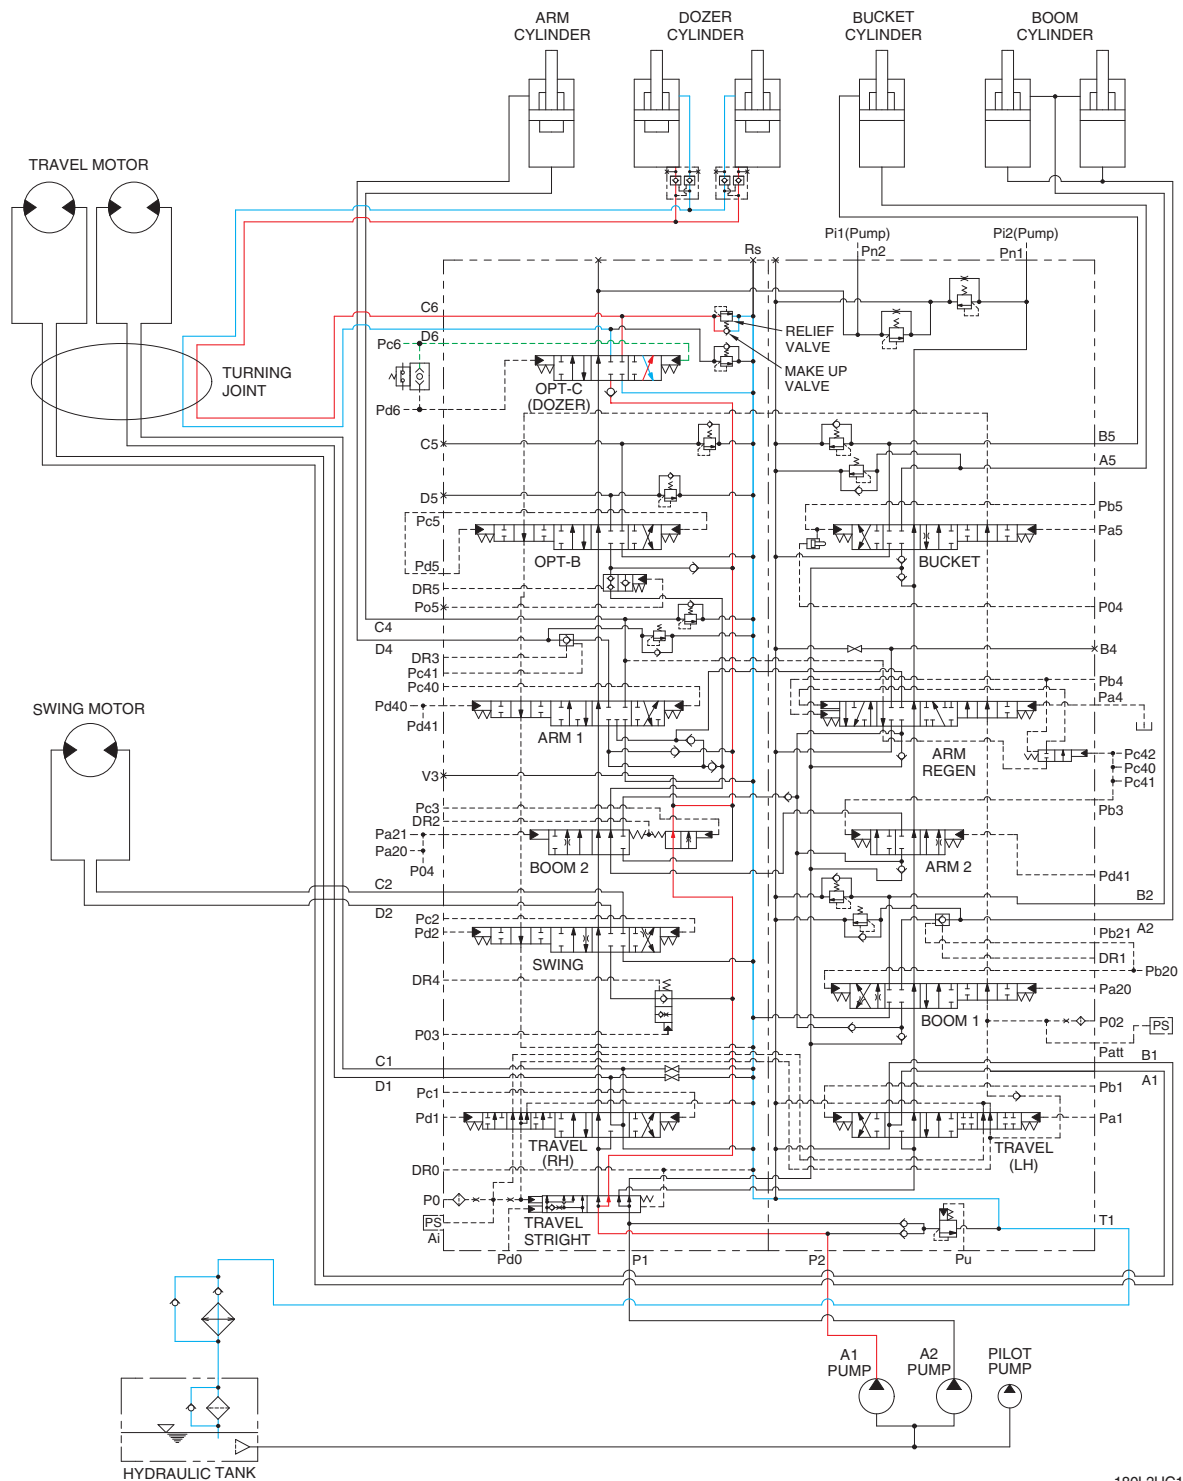 ARM
CYLINDER
DOZER
CYLINDER
BUCKET
CYLINDER
BOOM
CYLINDER
TRAVEL MOTOR
Pi1(Pump)
Pn2
Pi2(Pump)
Pn1
Rs
C6
D6
Pc6
Pd6
RELIEF
VALVE
MAKE UP
VALVE
TURNING
JOINT
OPT-C
(DOZER)
C5
B5
A5
D5
Pc5
Pb5
Pa5
OPT-B
BUCKET
Pd5
DR5
Po5
P04
C4
D4
B4
DR3
Pc41
Pc40
Pb4
Pa4
Pd40
Pd41
SWING MOTOR
ARM 1
ARM
REGEN
V3
Pc42
Pc40
Pc41
Pc3
DR2
Pb3
Pa21
Pa20
P04
BOOM 2
ARM 2
Pd41
C2
D2
B2
A2
Pc2
Pd2
Pb21
DR1
SWING
Pb20
DR4
Pa20
BOOM 1
P03
P02
PS
Patt
C1
D1
B1
A1
Pc1
Pb1
Pd1
Pa1
TRAVEL
(RH)
TRAVEL
(LH)
DR0
P0
PS
Ai
TRAVEL
STRIGHT
T1
Pd0
P1
P2
Pu
A1
PUMP
A2
PUMP
PILOT
PUMP
HYDRAULIC TANK